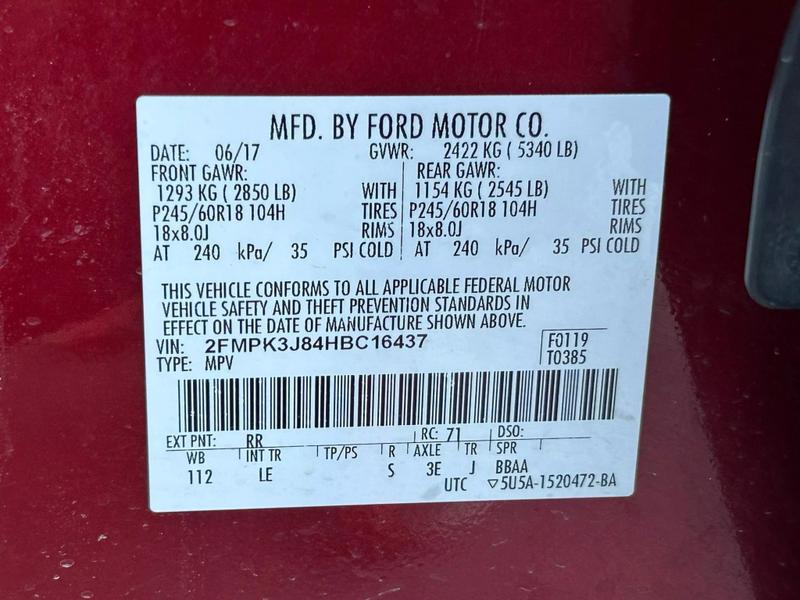 MFD. BY FORD MOTOR CO.
DATE: 06/17 GVWR: 2422 KG ( 5340 LB)
FRONT GAWR: REAR GAWR:
1293 KG ( 2850 LB) WITH 1154 KG ( 2545 LB) WITH
P245/60R18 104H TIRES P245/60R18 104H TIRES
18x8.0J RIMS 18x8.0J RIMS
AT 240 kPa/ 35 PSI COLD AT 240 kPa/ 35 PSI COLD
THIS VEHICLE CONFORMS TO ALL APPLICABLE FEDERAL MOTOR
VEHICLE SAFETY AND THEFT PREVENTION STANDARDS IN
EFFECT ON THE DATE OF MANUFACTURE SHOWN ABOVE.
VIN: 2FMPK3J84HBC16437 F0119
TYPE: MPV T0385
EXT PNT: RR RC: 71 DSO:
WB INT TR TP/PS R AXLE TR SPR
112 LE S 3E J BBAA
UTC ▽5U5A-1520472-BA